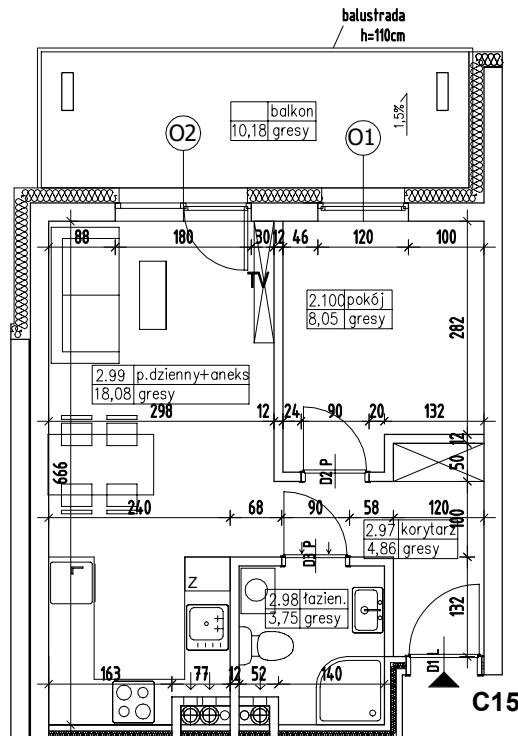 balustrada
h=110cm
balkon
10,18 gresy
1,5%
O2
O1
88 180 30 12 46 120 100
TV
2.100 pokój
8,05 gresy
282
2.99 p.dzienny+aneks
18,08 gresy
298 12 24 90 20 132
12
50
666
D2 P
240 68 90 58 120
100
2.97 korytarz
4,86 gresy
D3 P
Z
2.98 łazien.
3,75 gresy
132
163 77 12 52 140
D1 L
C15